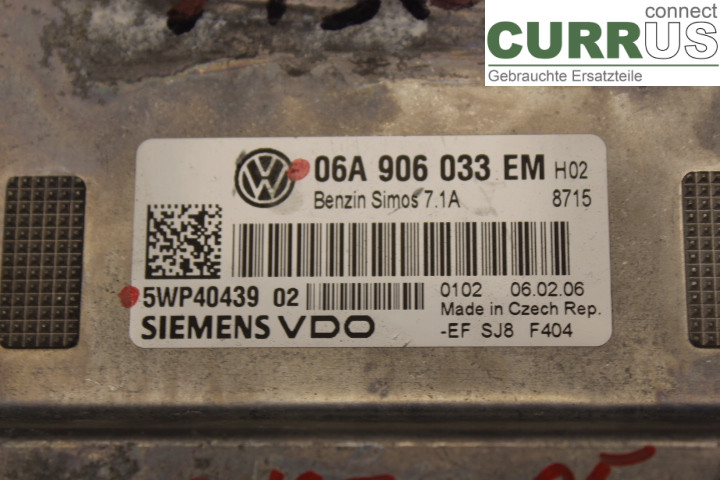 connect
CURRUS
Gebrauchte Ersatzteile
06A 906 033 EM H02
Benzin Simos 7.1A 8715
5WP40439 02
0102 06.02.06
Made in Czech Rep.
SIEMENS VDO
-EF SJ8 F404